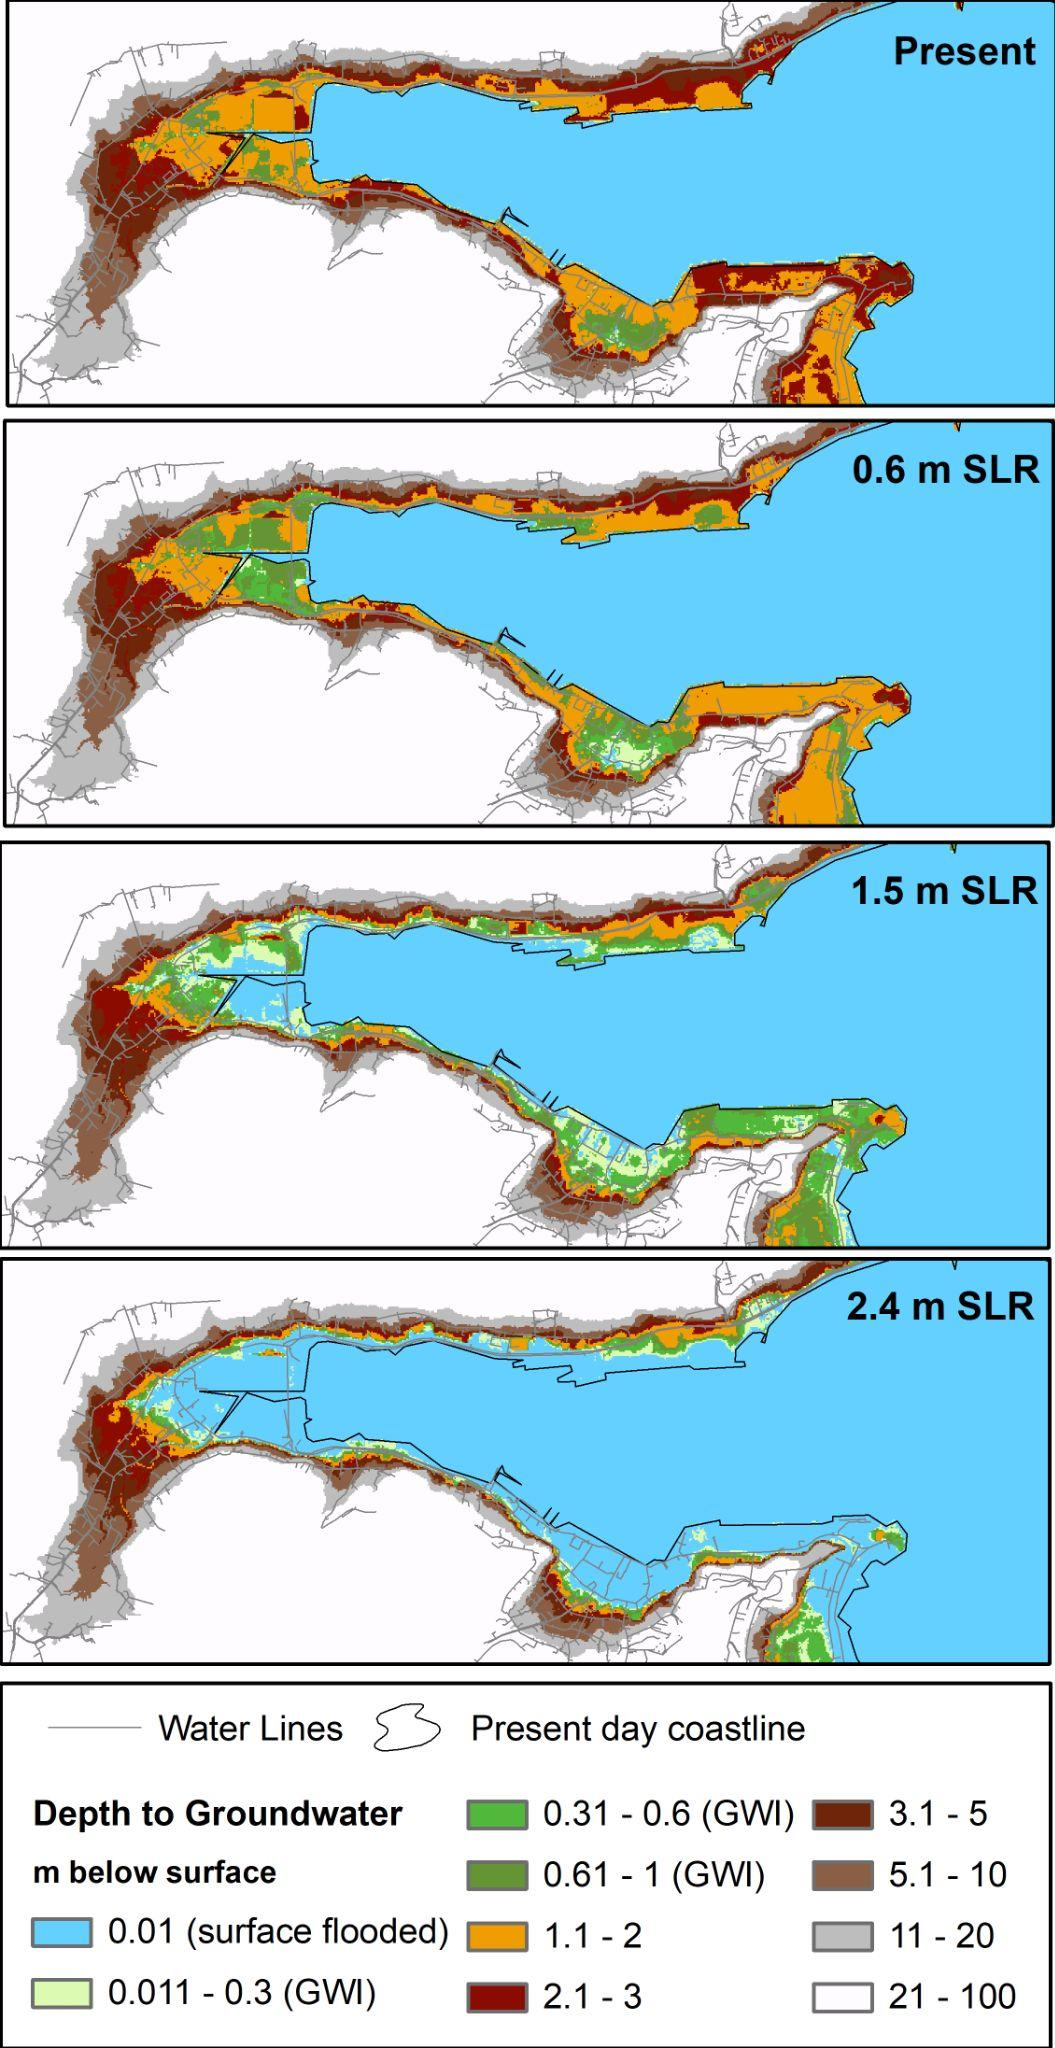 Present
0.6 m SLR
1.5 m SLR
2.4 m SLR
Water Lines
Present day coastline
Depth to Groundwater
m below surface
0.01 (surface flooded)
0.011 - 0.3 (GWI)
0.31 - 0.6 (GWI)
0.61 - 1 (GWI)
1.1 - 2
2.1 - 3
3.1 - 5
5.1 - 10
11 - 20
21 - 100